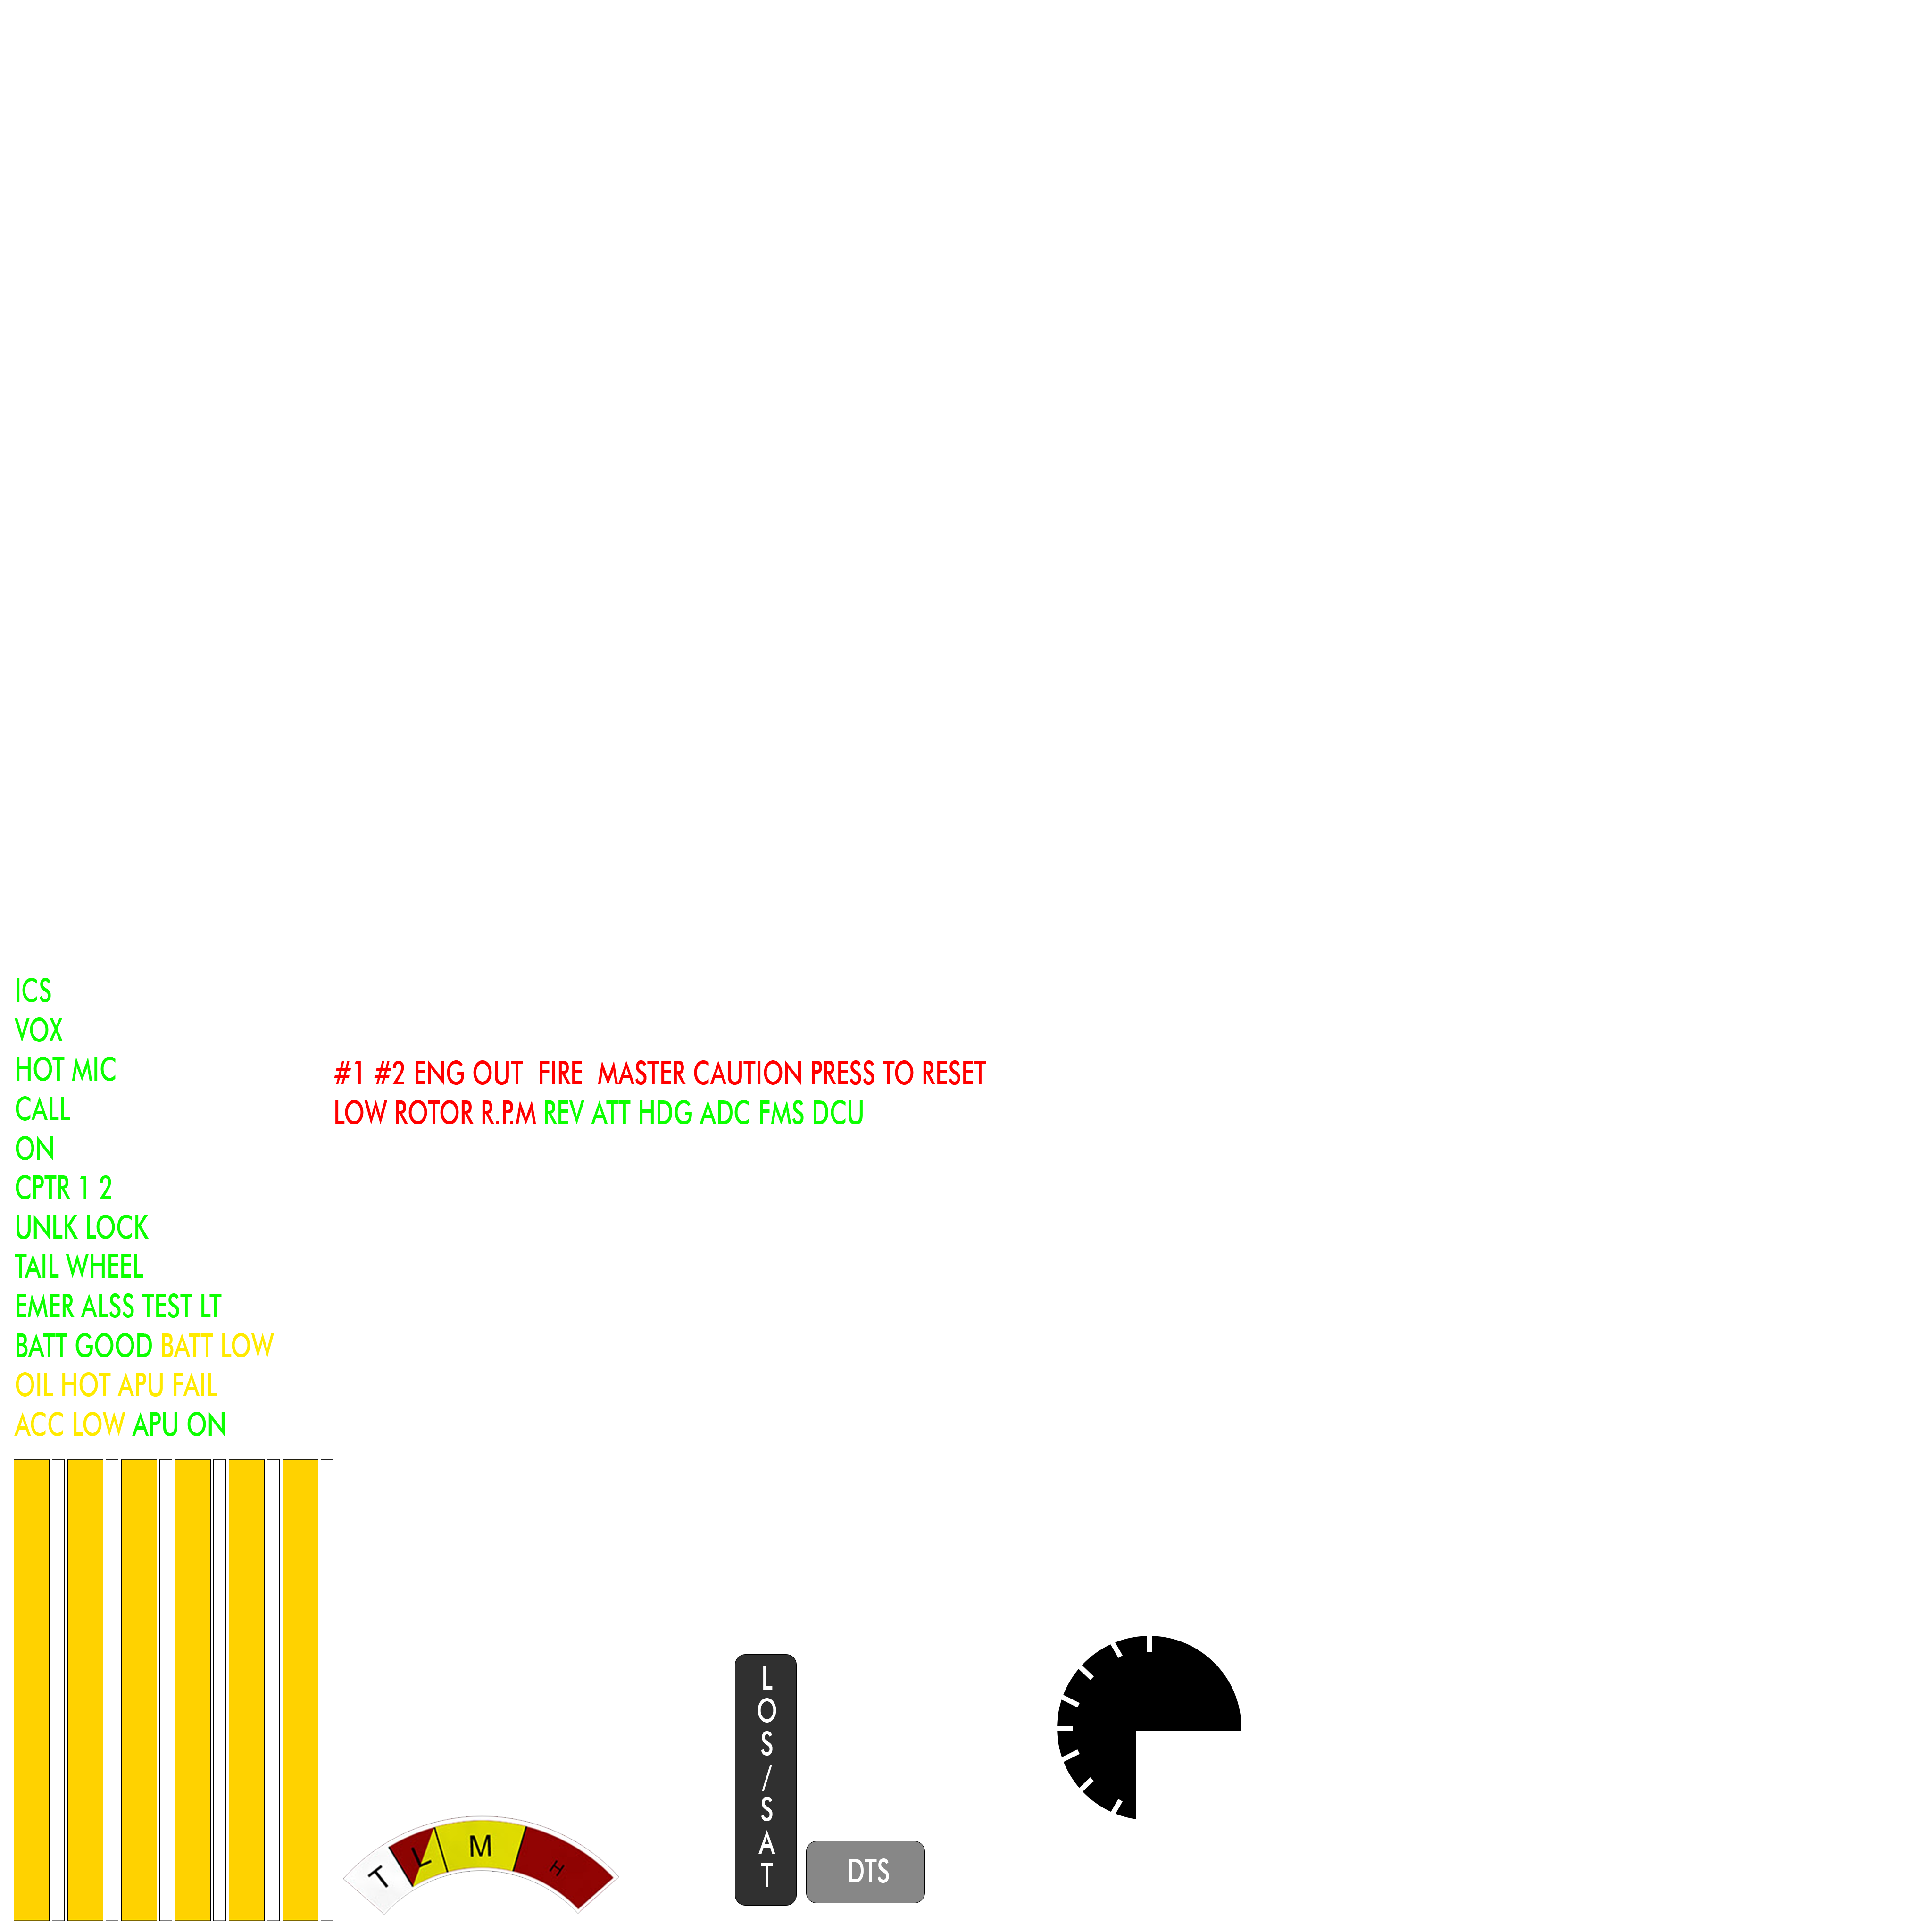 ICS
VOX
HOT MIC
CALL
ON
CPTR 1 2
UNLK LOCK
TAIL WHEEL
EMER ALSS TEST LT
BATT GOOD BATT LOW
OIL HOT APU FAIL
ACC LOW APU ON
#1 #2 ENG OUT FIRE MASTER CAUTION PRESS TO RESET
LOW ROTOR R.P.M REV ATT HDG ADC FMS DCU
T L M H
L
O
S
/
S
A
T
DTS